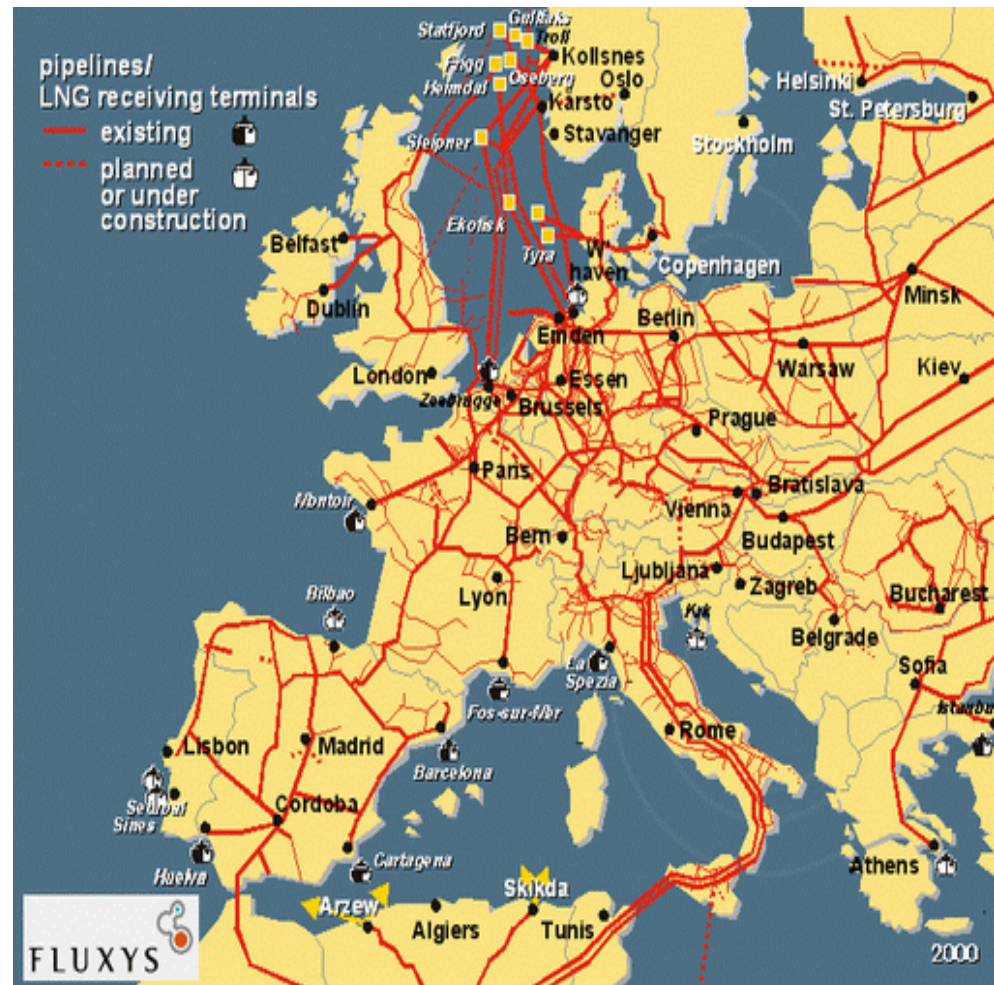 pipelines/
LNG receiving terminals
existing
planned
or under
construction
Statfjord
Gullfaks
Troll
Frigg
Oseberg
Heimdal
Kollsnes
Oslo
Karsto
Stavanger
Sleipner
Helsinki
St. Petersburg
Stockholm
Ekofisk
Tyra
Belfast
Dublin
W'
haven
Copenhagen
Minsk
Emden
Berlin
London
Zeebrugge
Brussels
Essen
Warsaw
Kiev
Prague
Paris
Montoir
Bern
Vienna
Bratislava
Budapest
Ljubljana
Zagreb
Bucharest
Belgrade
Lyon
Bilbao
Krk
La
Spezia
Fos-sur-Mer
Sofia
Istanbul
Rome
Lisbon
Madrid
Barcelona
Setubal
Sines
Cordoba
Huelva
Cartagena
Athens
Arzew
Algiers
Skikda
Tunis
FLUXYS
2000